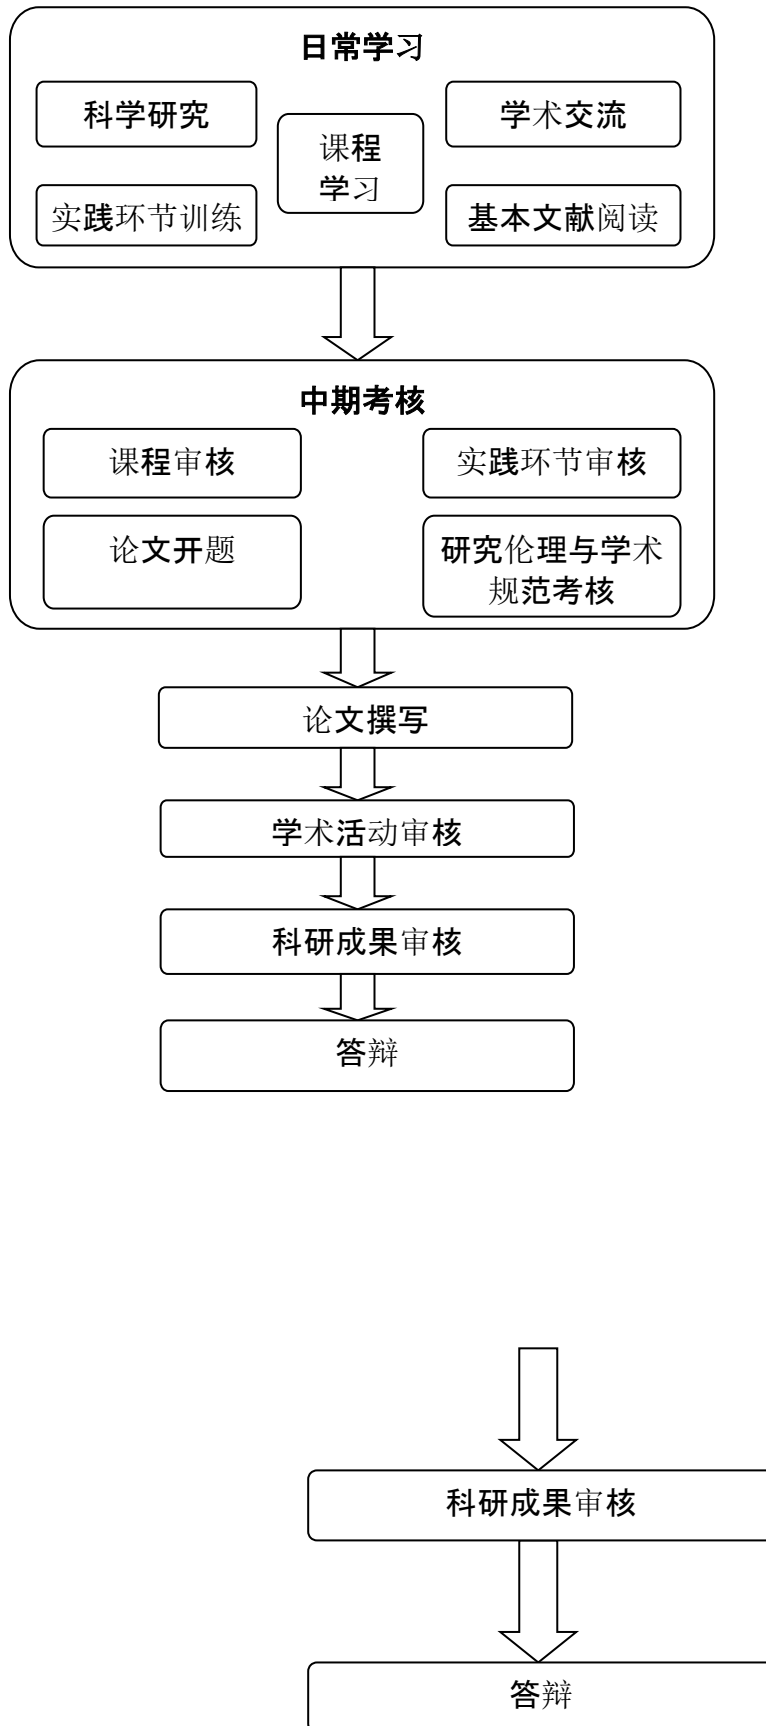 日常学习
科学研究
学术交流
课程
学习
实践环节训练
基本文献阅读
中期考核
课程审核
实践环节审核
论文开题
研究伦理与学术
规范考核
论文撰写
学术活动审核
科研成果审核
答辩
科研成果审核
答辩